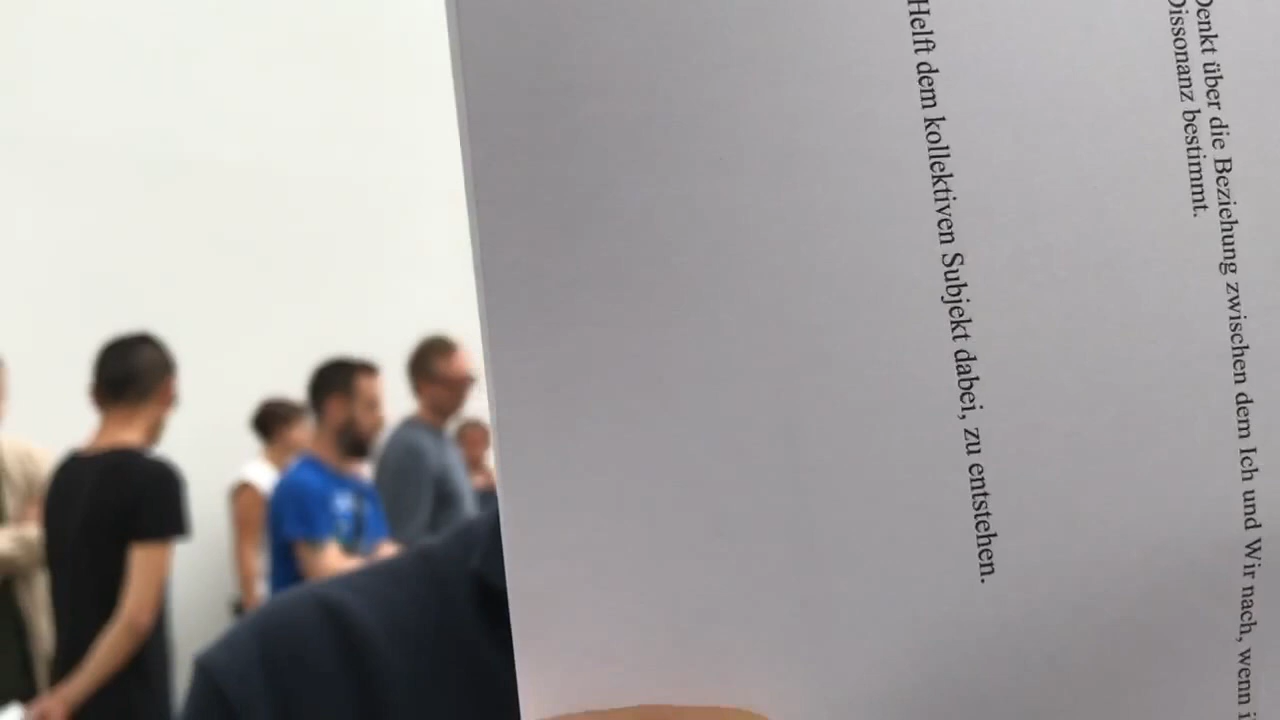 Denkt über die Beziehung zwischen dem Ich und Wir nach, wenn
Dissonanz bestimmt.
Helft dem kollektiven Subjekt dabei, zu entstehen.